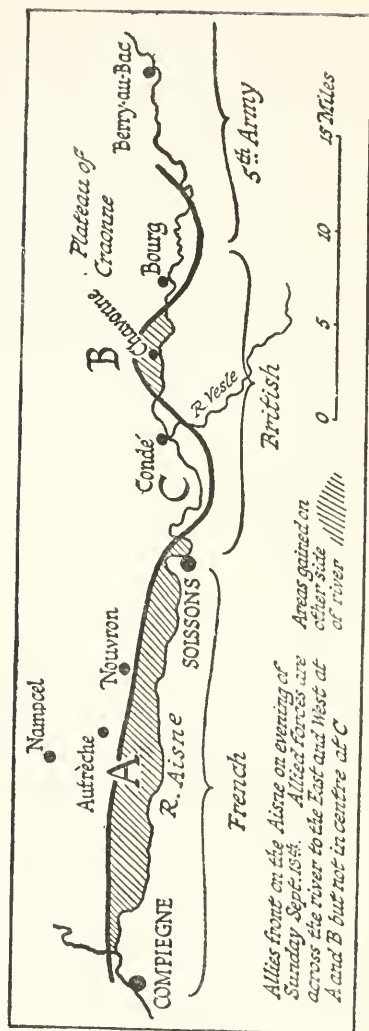 Nampcel
Autrèche
Nouvron
A
COMPIEGNE
R. Aisne
SOISSONS
French
B
Plateau of
Craonne
Chavonne
Condé
C
Bourg
Berry-au-Bac
R. Vesle
British
5th. Army
Allies front on the Aisne on evening of
Sunday Sept. 13th. Allied Forces are
across the river to the East and West at
A and B but not in centre at C
Areas gained on
other side
of river
0 5 10 15 Miles